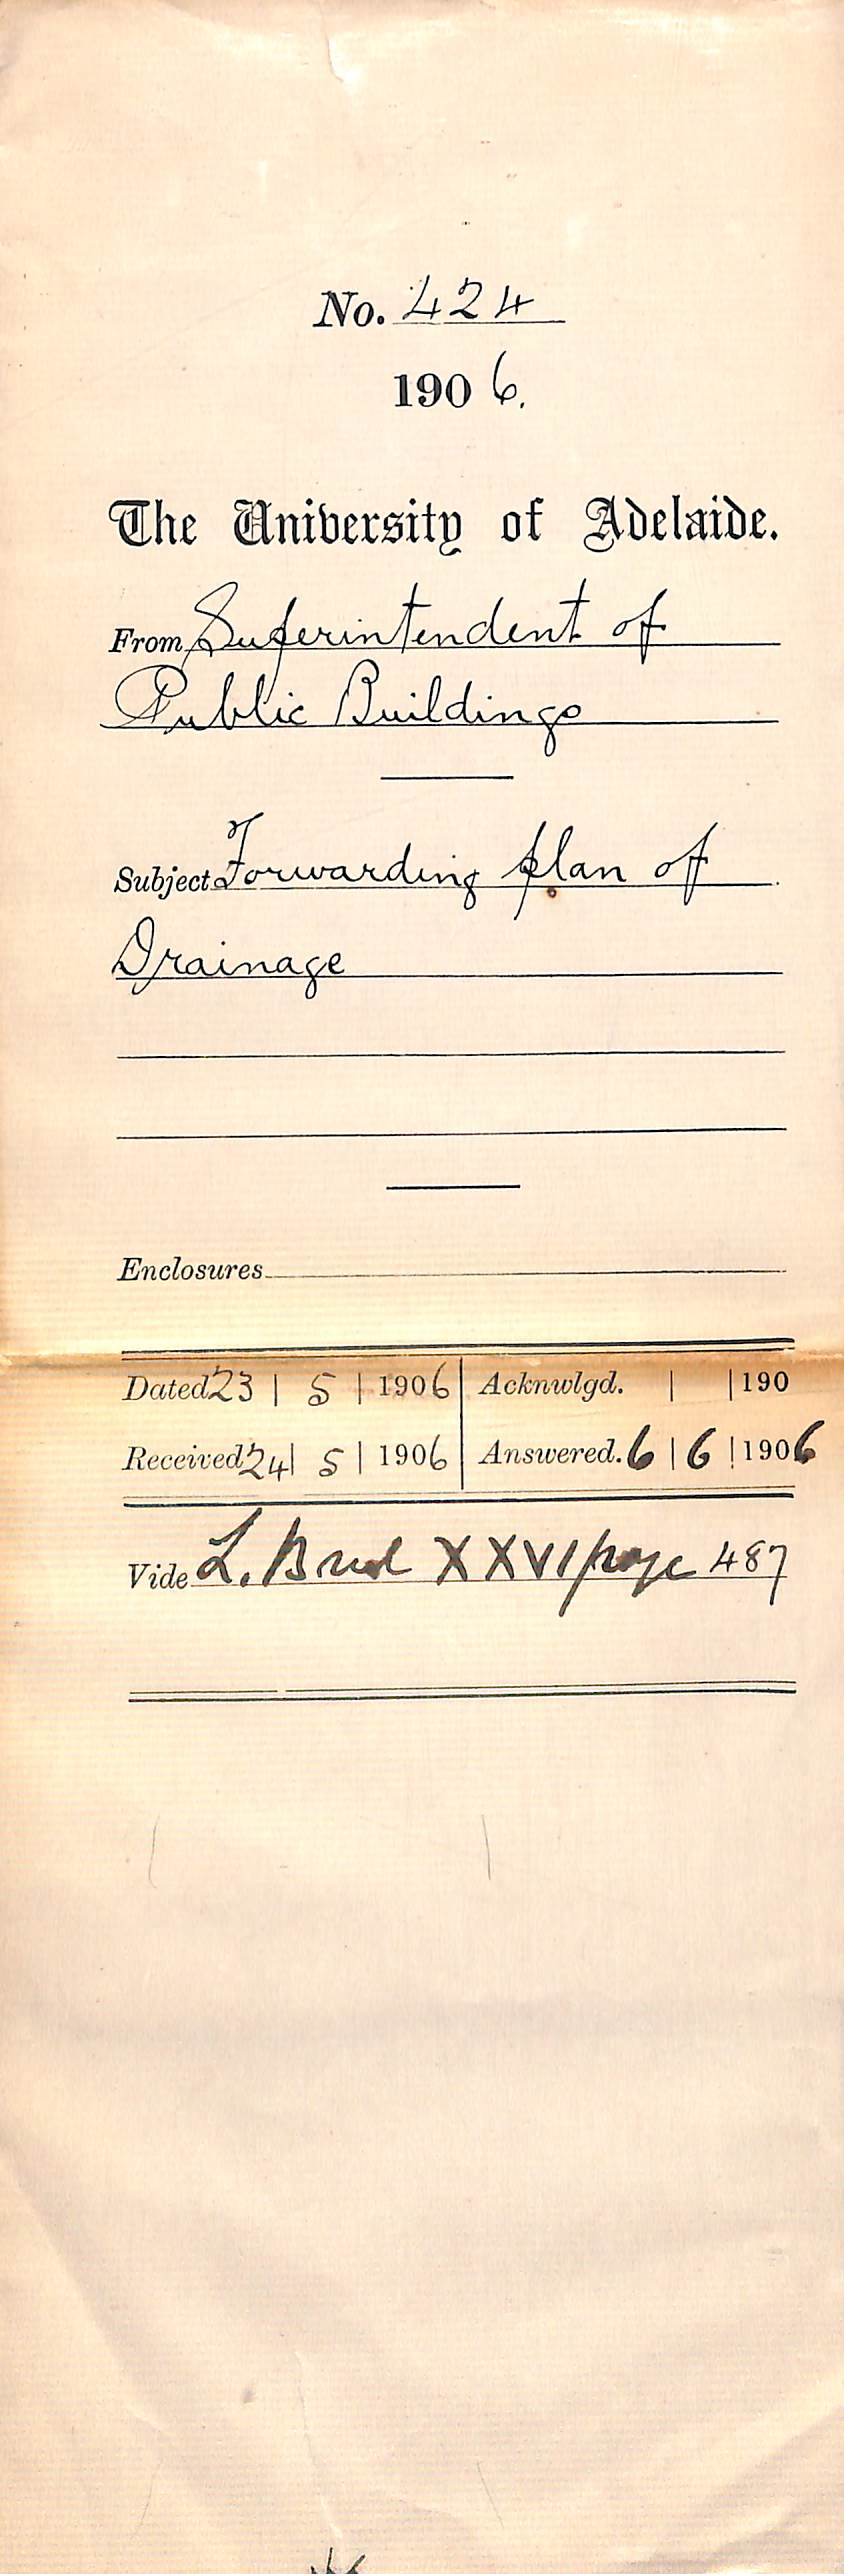 No. 424
1906.
The University of Adelaide.
From Superintendent of
Public Buildings
Subject Forwarding plan of
Drainage
Enclosures
Dated 23 | 5 | 1906 Acknwlgd. | | 190
Received 24 | 5 | 1906 Answered. 6 | 6 | 1906
Vide L. Book XXVI page 487